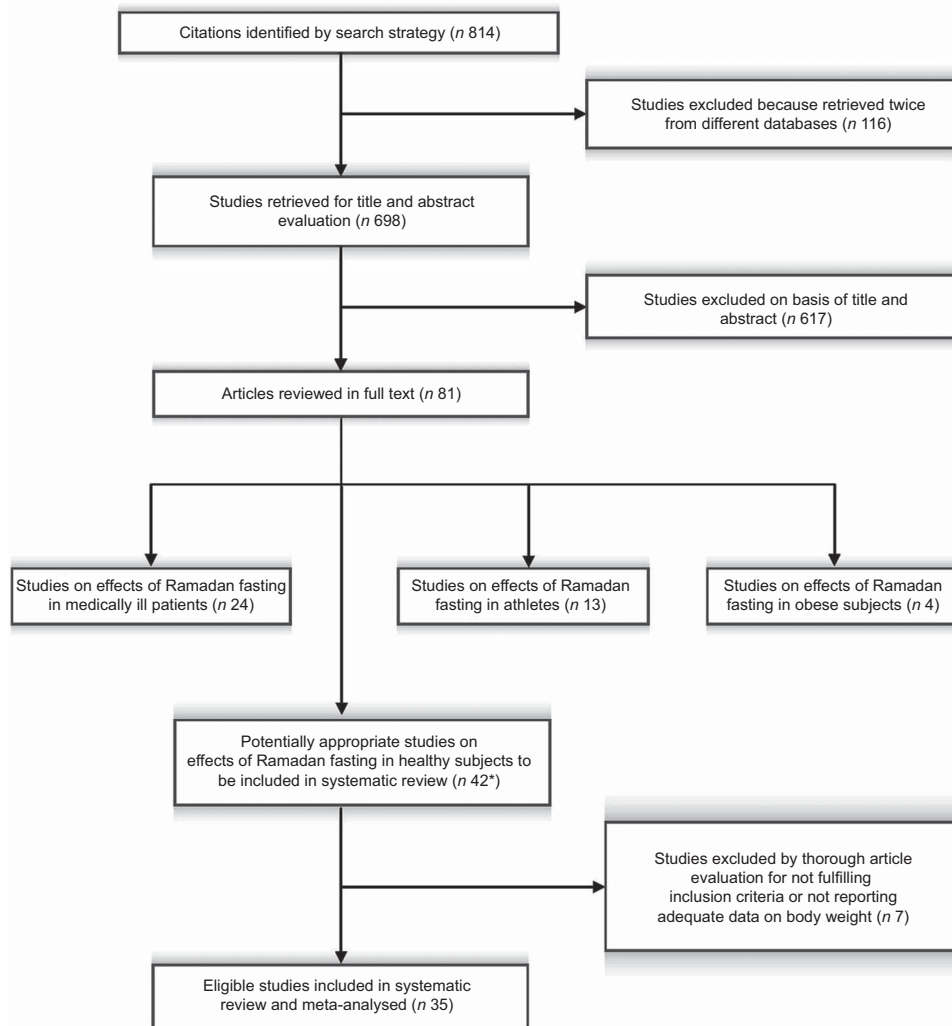 Citations identified by search strategy (n 814)
Studies excluded because retrieved twice
from different databases (n 116)
Studies retrieved for title and abstract
evaluation (n 698)
Studies excluded on basis of title and
abstract (n 617)
Articles reviewed in full text (n 81)
Studies on effects of Ramadan fasting
in medically ill patients (n 24)
Studies on effects of Ramadan
fasting in athletes (n 13)
Studies on effects of Ramadan
fasting in obese subjects (n 4)
Potentially appropriate studies on
effects of Ramadan fasting in healthy subjects to
be included in systematic review (n 42*)
Studies excluded by thorough article
evaluation for not fulfilling
inclusion criteria or not reporting
adequate data on body weight (n 7)
Eligible studies included in systematic
review and meta-analysed (n 35)